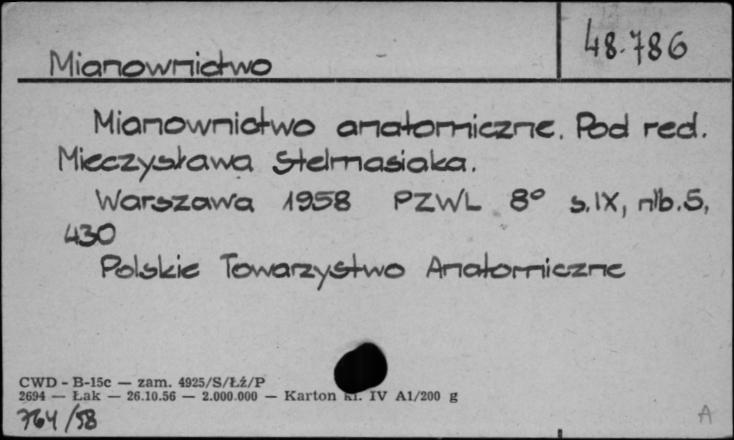 48.786
Mianownictwo
Mianownictwo anatomiczne. Pod red.
Mieczysława Stelmasiaka.
Warszawa 1958 PZWL 8° s.IX, nlb.5,
430
Polskie Towarzystwo Anatomiczne
CWD - B-15c — zam. 4925/S/Łź/P
2694 — Łak — 26.10.56 — 2.000.000 — Karton kl. IV A1/200 g
764/58
A